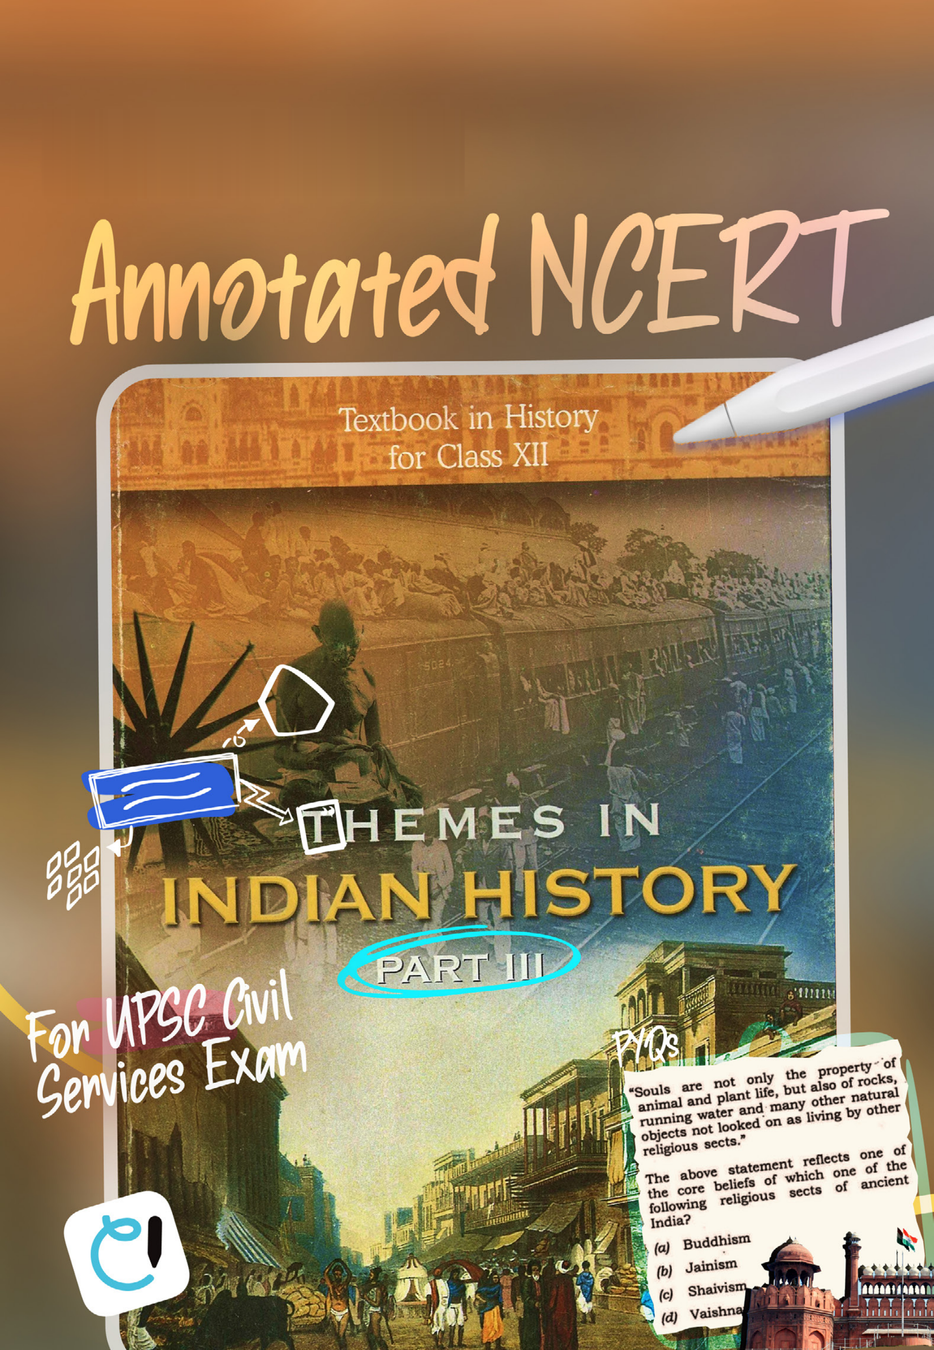 Annotated NCERT
Textbook in History
for Class XII
5024
THEMES IN
INDIAN HISTORY
PART III
For UPSC Civil
Services Exam
PYQs
"Souls are not only the property of
animal and plant life, but also of rocks,
running water and many other natural
objects not looked on as living by other
religious sects."
The above statement reflects one of
the core beliefs of which one of the
following religious sects of ancient
India?
(a) Buddhism
(b) Jainism
(c) Shaivism
(d) Vaishna